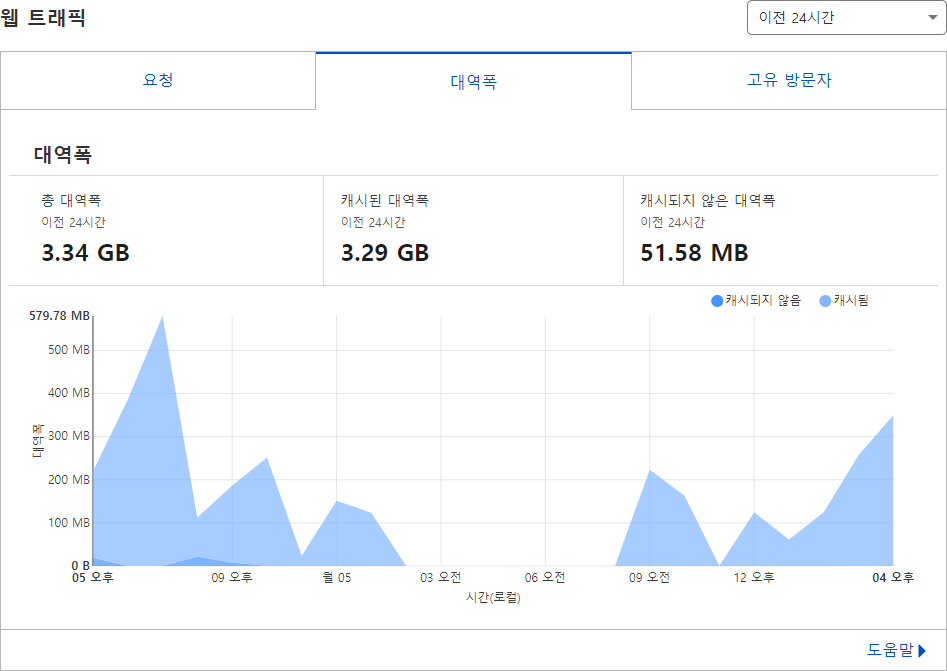 웹 트래픽
이전 24시간
요청
대역폭
고유 방문자
대역폭
총 대역폭
이전 24시간
3.34 GB
캐시된 대역폭
이전 24시간
3.29 GB
캐시되지 않은 대역폭
이전 24시간
51.58 MB
캐시되지 않음
캐시됨
579.78 MB
500 MB
400 MB
300 MB
200 MB
100 MB
0 B
대역폭
05 오후
09 오후
월 05
03 오전
06 오전
09 오전
12 오후
04 오후
시간(로컬)
도움말